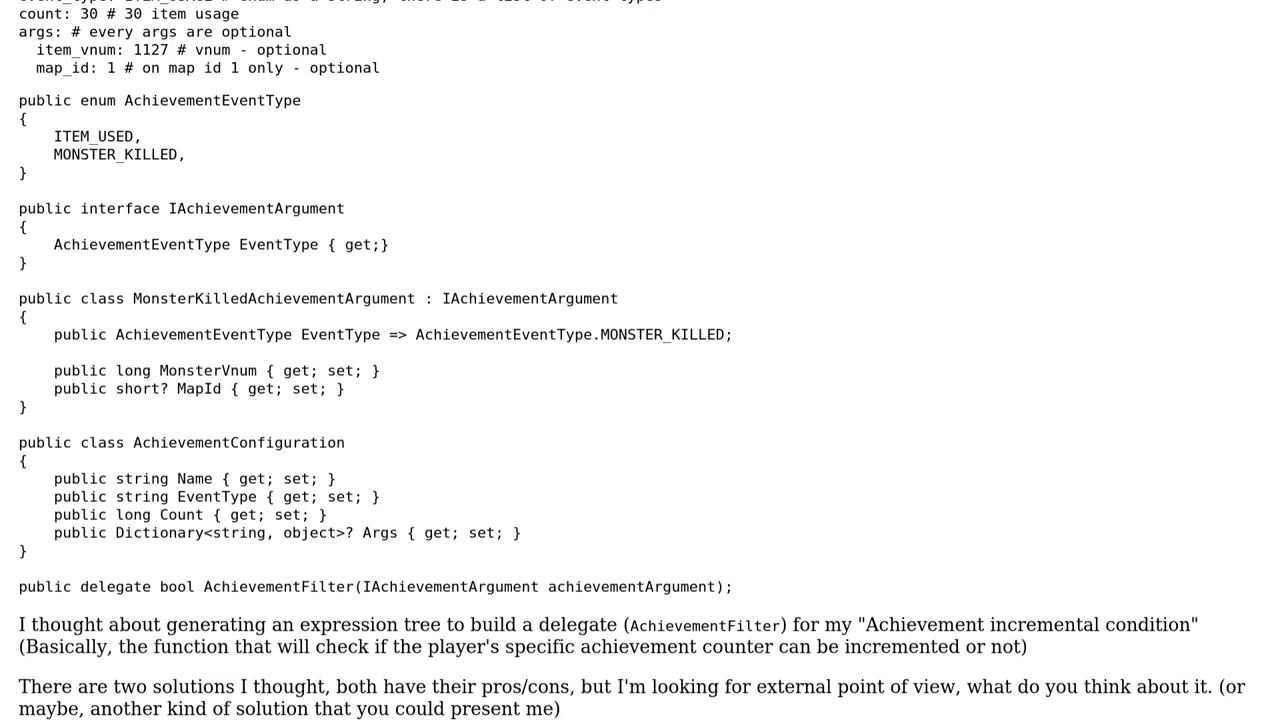 count: 30 # 30 item usage
args: # every args are optional
  item_vnum: 1127 # vnum - optional
  map_id: 1 # on map id 1 only - optional
public enum AchievementEventType
{
    ITEM_USED,
    MONSTER_KILLED,
}
public interface IAchievementArgument
{
    AchievementEventType EventType { get;}
}
public class MonsterKilledAchievementArgument : IAchievementArgument
{
    public AchievementEventType EventType => AchievementEventType.MONSTER_KILLED;
    public long MonsterVnum { get; set; }
    public short? MapId { get; set; }
}
public class AchievementConfiguration
{
    public string Name { get; set; }
    public string EventType { get; set; }
    public long Count { get; set; }
    public Dictionary<string, object>? Args { get; set; }
}
public delegate bool AchievementFilter(IAchievementArgument achievementArgument);
I thought about generating an expression tree to build a delegate (AchievementFilter) for my "Achievement incremental condition"
(Basically, the function that will check if the player's specific achievement counter can be incremented or not)
There are two solutions I thought, both have their pros/cons, but I'm looking for external point of view, what do you think about it. (or
maybe, another kind of solution that you could present me)